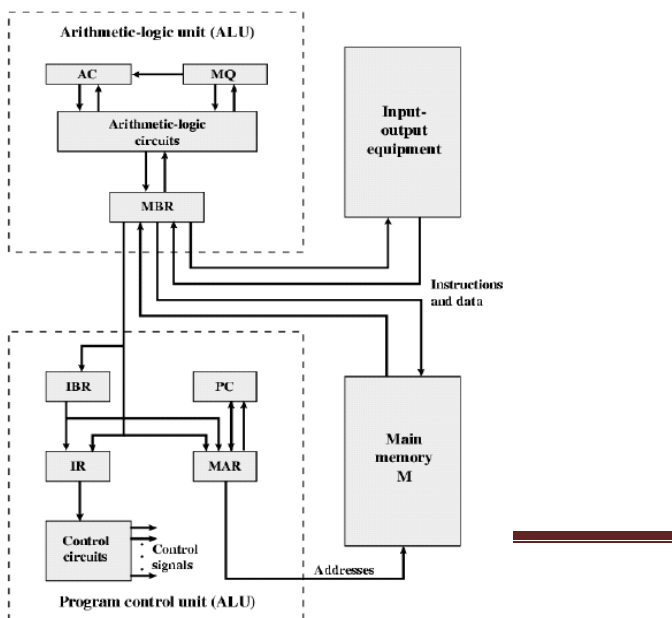 Arithmetic-logic unit (ALU)
AC
MQ
Arithmetic-logic
circuits
MBR
Input-
output
equipment
Instructions
and data
IBR
PC
IR
MAR
Main
memory
M
Control
circuits
Control
signals
Addresses
Program control unit (ALU)